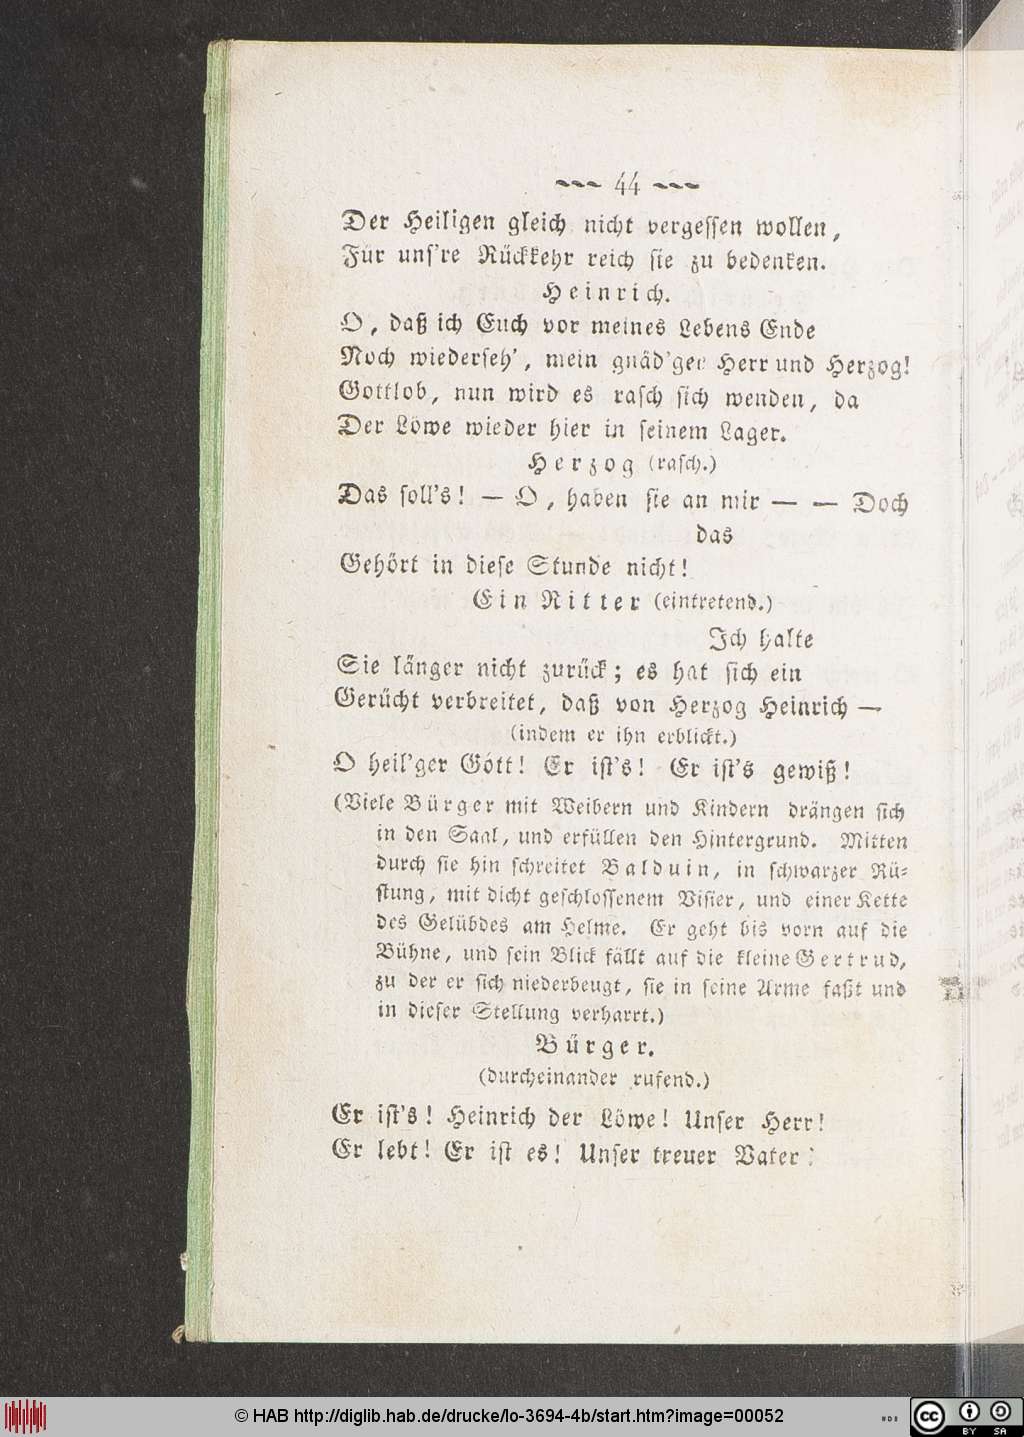 ~~~ 44 ~~~
Der Heiligen gleich nicht vergeſſen wollen,
Für unſ're Rückkehr reich ſie zu bedenken.
Heinrich.
O, daß ich Euch vor meines Lebens Ende
Noch wiederſeh', mein gnäd'ger Herr und Herzog!
Gottlob, nun wird es raſch ſich wenden, da
Der Löwe wieder hier in ſeinem Lager.
Herzog (raſch.)
Das ſoll's! — O, haben ſie an mir — — Doch
das
Gehört in dieſe Stunde nicht!
Ein Ritter (eintretend.)
Ich halte
Sie länger nicht zurück; es hat ſich ein
Gerücht verbreitet, daß von Herzog Heinrich —
(indem er ihn erblickt.)
O heil'ger Gott! Er iſt's! Er iſt's gewiß!
(Viele Bürger mit Weibern und Kindern drängen ſich
in den Saal, und erfüllen den Hintergrund. Mitten
durch ſie hin ſchreitet Balduin, in ſchwarzer Rü⸗
ſtung, mit dicht geſchloſſenem Viſier, und einer Kette
des Gelübdes am Helme. Er geht bis vorn auf die
Bühne, und ſein Blick fällt auf die kleine Gertrud,
zu der er ſich niederbeugt, ſie in ſeine Arme faßt und
in dieſer Stellung verharrt.)
Bürger.
(durcheinander rufend.)
Er iſt's! Heinrich der Löwe! Unſer Herr!
Er lebt! Er iſt es! Unſer treuer Vater!
© HAB http://diglib.hab.de/drucke/lo-3694-4b/start.htm?image=00052
cc BY SA